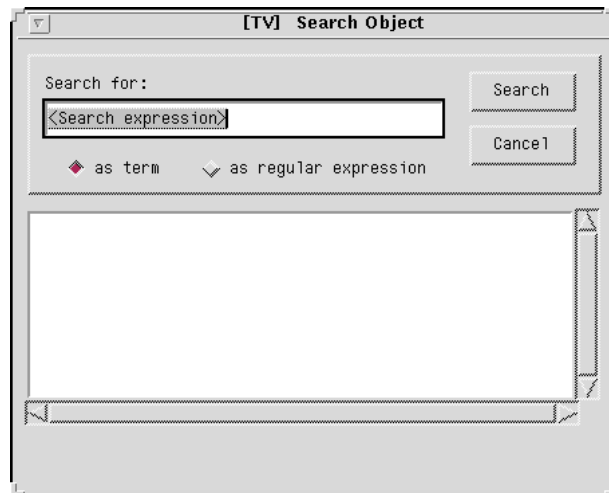 [TV] Search Object
Search for:
Search
<Search expression>
Cancel
as term
as regular expression